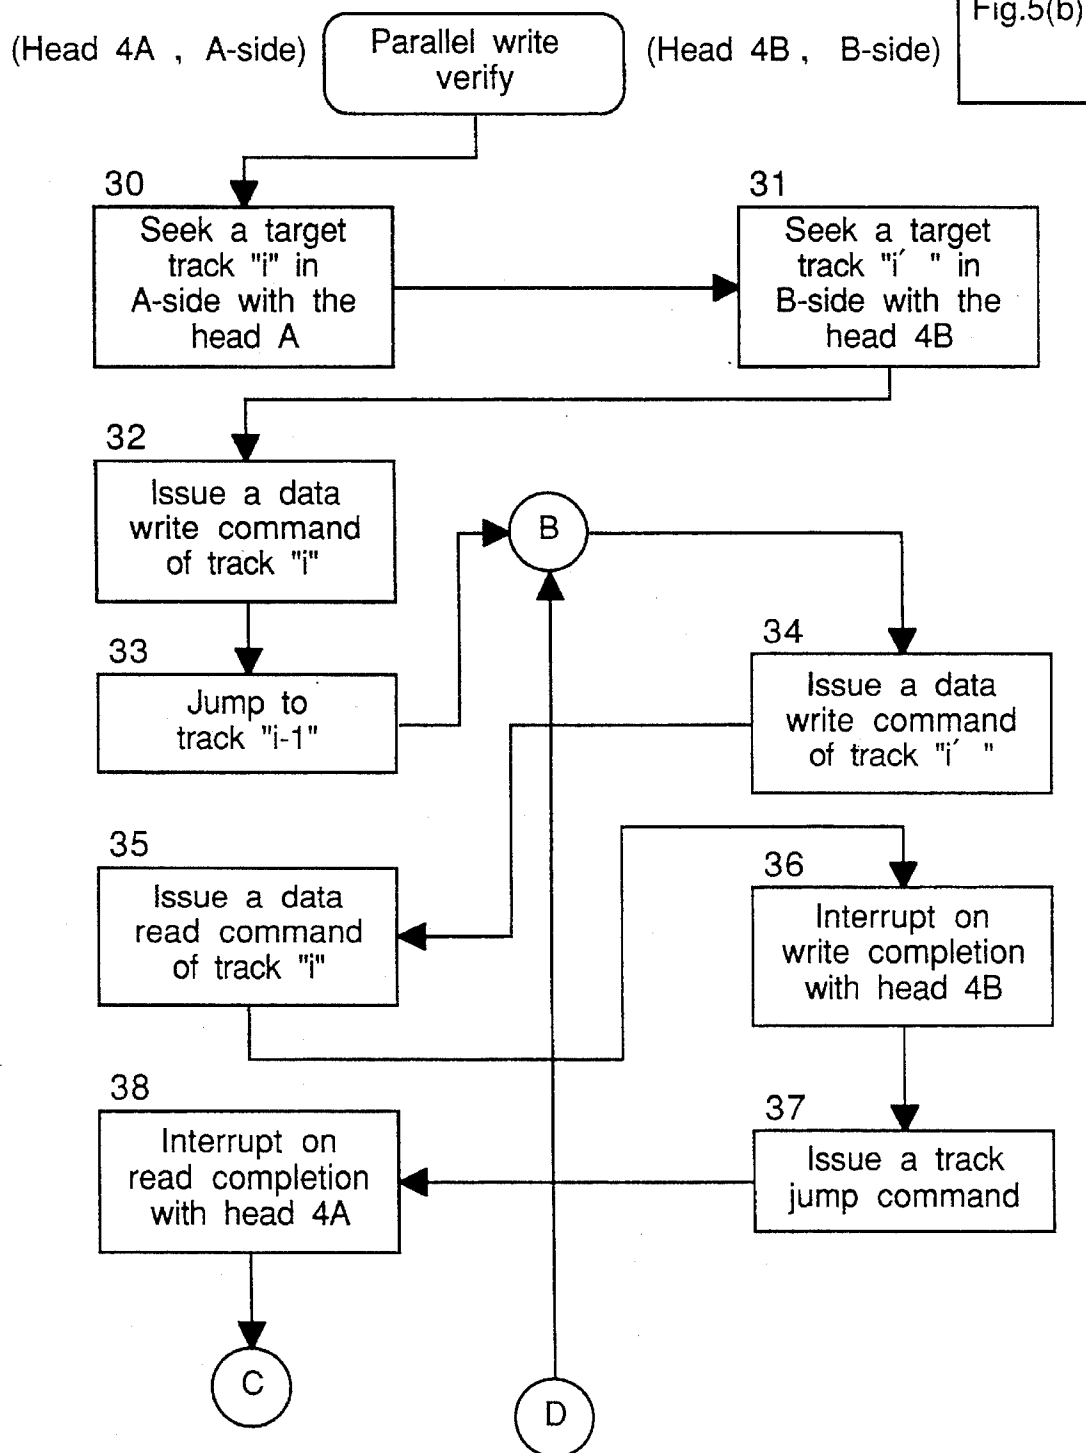 Fig.5(b)
(Head 4A , A-side)
Parallel write
verify
(Head 4B , B-side)
30
Seek a target
track "i" in
A-side with the
head A
31
Seek a target
track "i´ " in
B-side with the
head 4B
32
Issue a data
write command
of track "i"
B
33
Jump to
track "i-1"
34
Issue a data
write command
of track "i´ "
35
Issue a data
read command
of track "i"
36
Interrupt on
write completion
with head 4B
37
Issue a track
jump command
38
Interrupt on
read completion
with head 4A
C
D